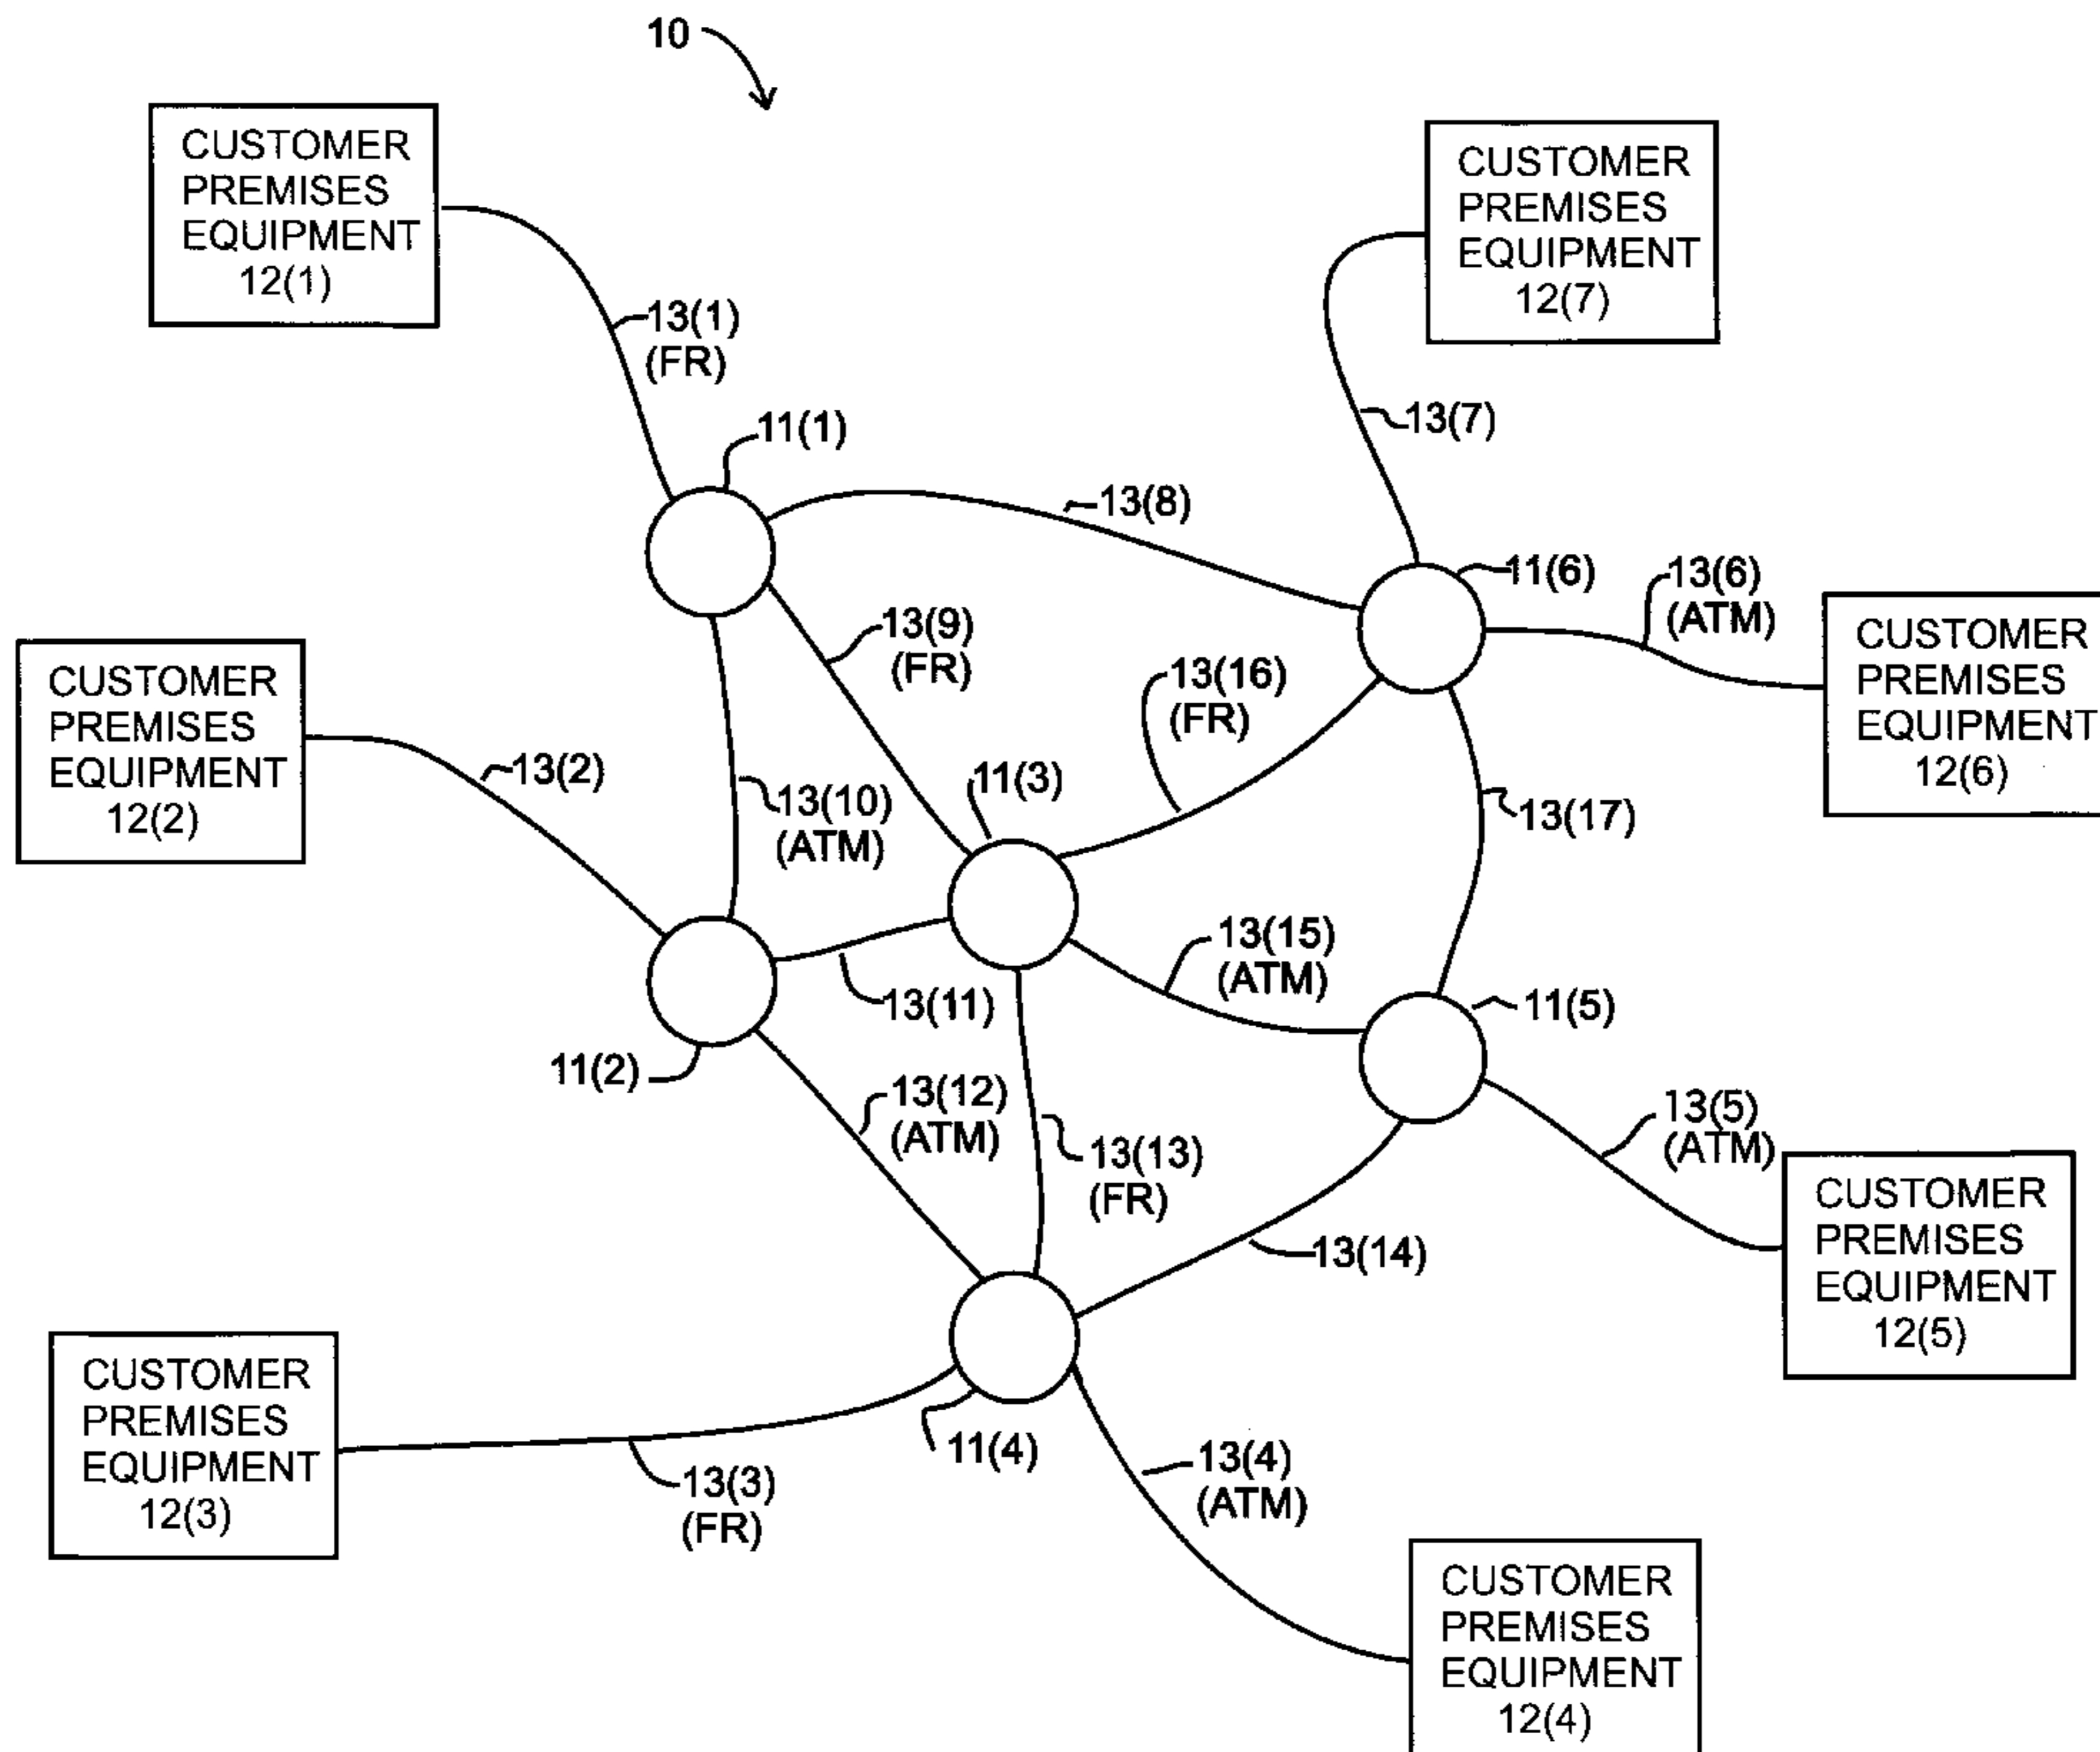 10
CUSTOMER
PREMISES
EQUIPMENT
12(1)
CUSTOMER
PREMISES
EQUIPMENT
12(7)
13(1)
(FR)
13(7)
11(1)
13(8)
11(6)
13(6)
(ATM)
CUSTOMER
PREMISES
EQUIPMENT
12(6)
13(9)
(FR)
13(16)
(FR)
CUSTOMER
PREMISES
EQUIPMENT
12(2)
13(2)
13(10)
(ATM)
11(3)
13(17)
13(15)
(ATM)
13(11)
11(5)
11(2)
13(12)
(ATM)
13(13)
(FR)
13(5)
(ATM)
CUSTOMER
PREMISES
EQUIPMENT
12(5)
13(14)
CUSTOMER
PREMISES
EQUIPMENT
12(3)
13(3)
(FR)
11(4)
13(4)
(ATM)
CUSTOMER
PREMISES
EQUIPMENT
12(4)